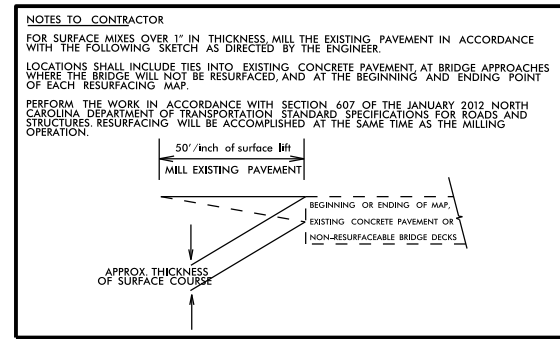 NOTES TO CONTRACTOR
FOR SURFACE MIXES OVER 1" IN THICKNESS, MILL THE EXISTING PAVEMENT IN ACCORDANCE
WITH THE FOLLOWING SKETCH AS DIRECTED BY THE ENGINEER.
LOCATIONS SHALL INCLUDE TIES INTO EXISTING CONCRETE PAVEMENT, AT BRIDGE APPROACHES
WHERE THE BRIDGE WILL NOT BE RESURFACED, AND AT THE BEGINNING AND ENDING POINT
OF EACH RESURFACING MAP.
PERFORM THE WORK IN ACCORDANCE WITH SECTION 607 OF THE JANUARY 2012 NORTH
CAROLINA DEPARTMENT OF TRANSPORTATION STANDARD SPECIFICATIONS FOR ROADS AND
STRUCTURES. RESURFACING WILL BE ACCOMPLISHED AT THE SAME TIME AS THE MILLING
OPERATION.
50'/inch of surface lift
MILL EXISTING PAVEMENT
BEGINNING OR ENDING OF MAP,
EXISTING CONCRETE PAVEMENT OR
NON-RESURFACEABLE BRIDGE DECKS
APPROX. THICKNESS
OF SURFACE COURSE